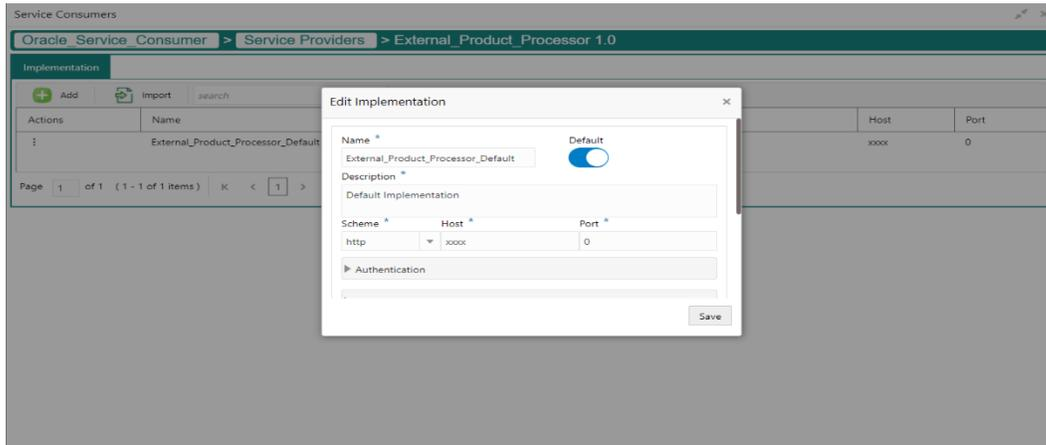 Service Consumers
Oracle_Service_Consumer > Service Providers > External_Product_Processor 1.0
Implementation
Add Import search
Actions Name Host Port
External_Product_Processor_Default xxxx 0
Page 1 of 1 (1 - 1 of 1 items) K < 1 >
Edit Implementation ×
Name * Default
External_Product_Processor_Default
Description *
Default Implementation
Scheme * Host * Port *
http xxxx 0
Authentication
Save